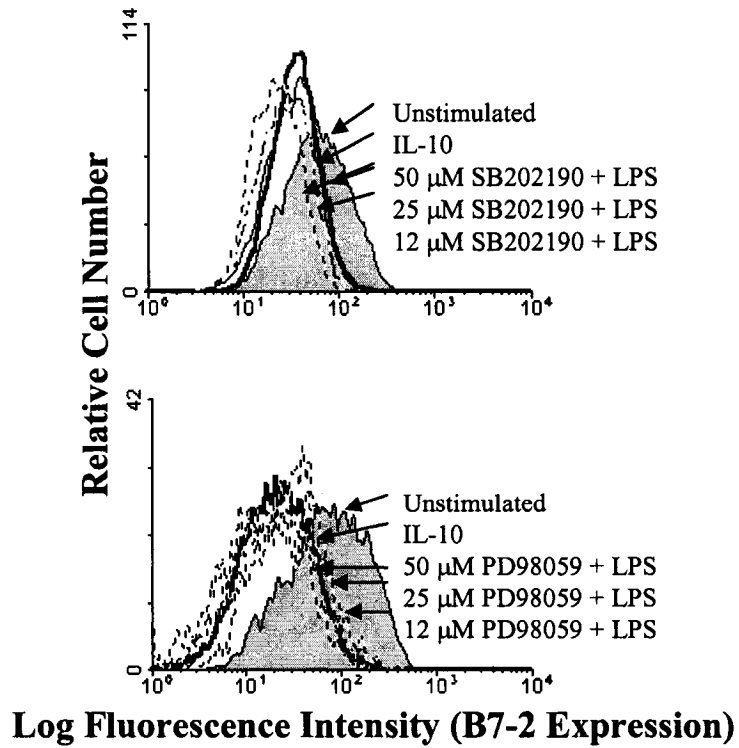 114
Unstimulated
IL-10
50 µM SB202190 + LPS
25 µM SB202190 + LPS
12 µM SB202190 + LPS
0
10⁰ 10¹ 10² 10³ 10⁴
Relative Cell Number
42
Unstimulated
IL-10
50 µM PD98059 + LPS
25 µM PD98059 + LPS
12 µM PD98059 + LPS
0
10⁰ 10¹ 10² 10³ 10⁴
Log Fluorescence Intensity (B7-2 Expression)